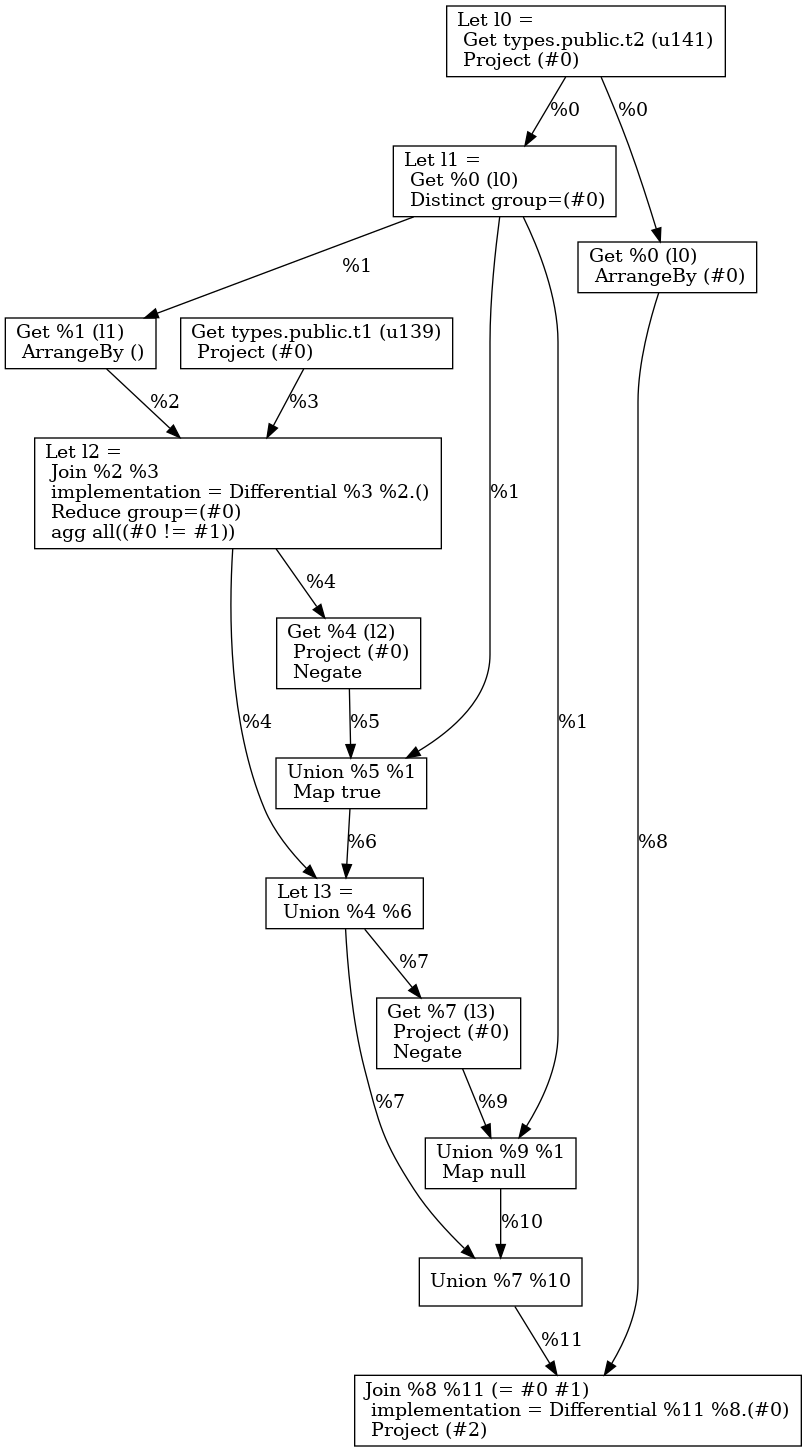 Let l0 =
Get types.public.t2 (u141)
Project (#0)
%0
%0
Let l1 =
Get %0 (l0)
Distinct group=(#0)
Get %0 (l0)
ArrangeBy (#0)
%1
Get %1 (l1)
ArrangeBy ()
Get types.public.t1 (u139)
Project (#0)
%2
%3
Let l2 =
Join %2 %3
implementation = Differential %3 %2.()
Reduce group=(#0)
agg all((#0 != #1))
%1
%4
Get %4 (l2)
Project (#0)
Negate
%4
%5
%1
Union %5 %1
Map true
%6
%8
Let l3 =
Union %4 %6
%7
Get %7 (l3)
Project (#0)
Negate
%7
%9
Union %9 %1
Map null
%10
Union %7 %10
%11
Join %8 %11 (= #0 #1)
implementation = Differential %11 %8.(#0)
Project (#2)